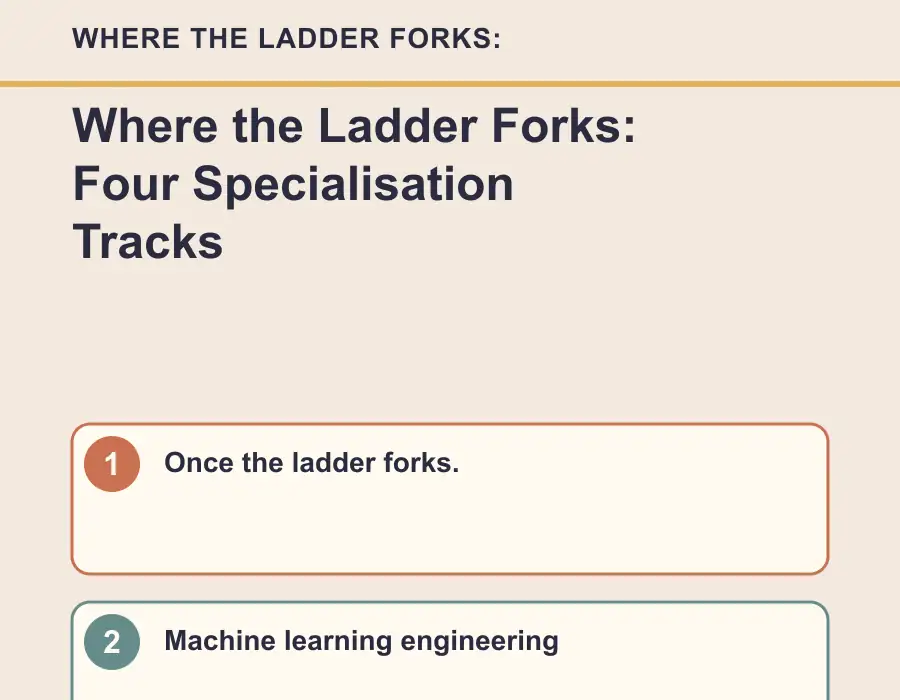 WHERE THE LADDER FORKS:
Where the Ladder Forks:
Four Specialisation
Tracks
1
Once the ladder forks.
2
Machine learning engineering